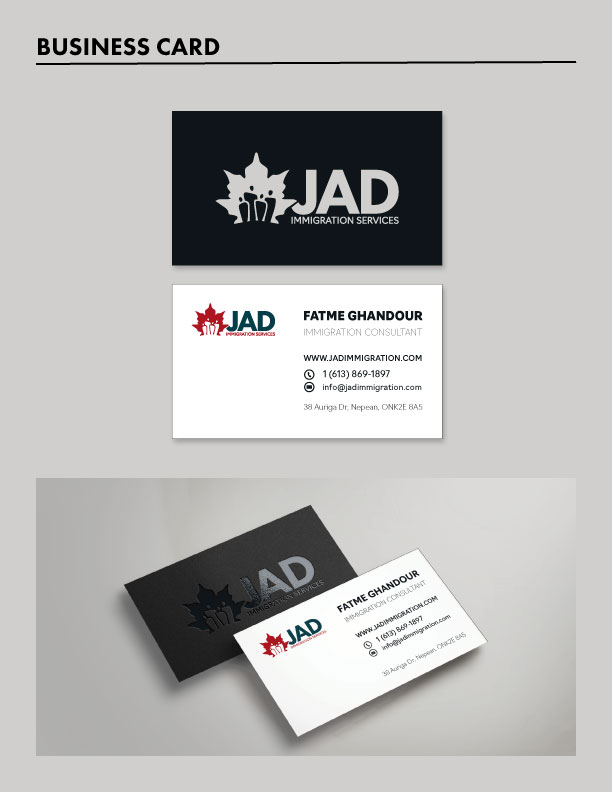 BUSINESS CARD
JAD
IMMIGRATION SERVICES
JAD
IMMIGRATION SERVICES
FATME GHANDOUR
IMMIGRATION CONSULTANT
WWW.JADIMMIGRATION.COM
1 (613) 869-1897
info@jadimmigration.com
38 Auriga Dr, Nepean, ONK2E 8A5
JAD
IMMIGRATION SERVICES
JAD
IMMIGRATION SERVICES
FATME GHANDOUR
IMMIGRATION CONSULTANT
WWW.JADIMMIGRATION.COM
1 (613) 869-1897
info@jadimmigration.com
38 Auriga Dr, Nepean, ONK2E 8A5